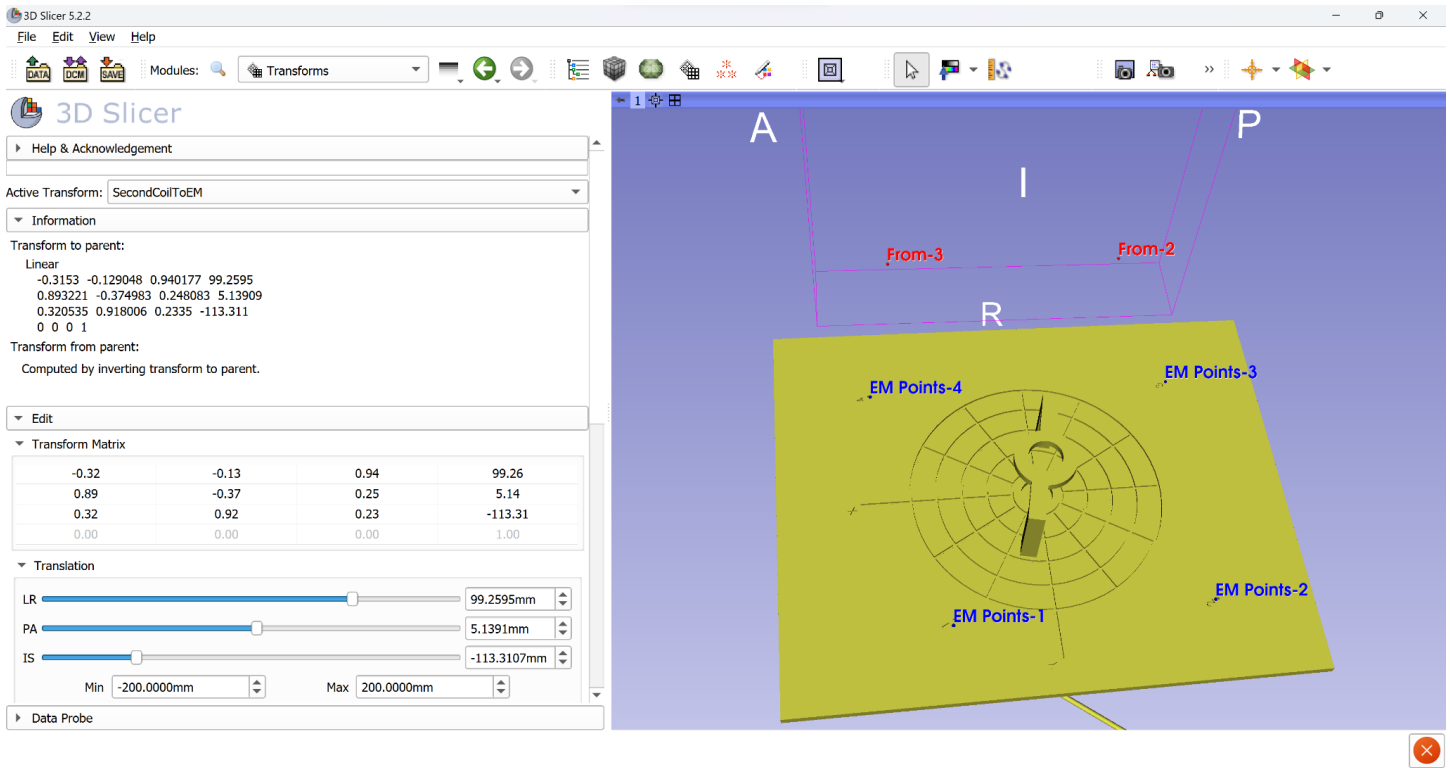 3D Slicer 5.2.2
File Edit View Help
DATA DCM SAVE Modules: Transforms
3D Slicer
Help & Acknowledgement
Active Transform: SecondCoilToEM
Information
Transform to parent:
Linear
-0.3153 -0.129048 0.940177 99.2595
0.893221 -0.374983 0.248083 5.13909
0.320535 0.918006 0.2335 -113.311
0 0 0 1
Transform from parent:
Computed by inverting transform to parent.
Edit
Transform Matrix
-0.32 -0.13 0.94 99.26
0.89 -0.37 0.25 5.14
0.32 0.92 0.23 -113.31
0.00 0.00 0.00 1.00
Translation
LR 99.2595mm
PA 5.1391mm
IS -113.3107mm
Min -200.0000mm Max 200.0000mm
Data Probe
1
A P
I
From-3 From-2
R
EM Points-4 EM Points-3
EM Points-1 EM Points-2